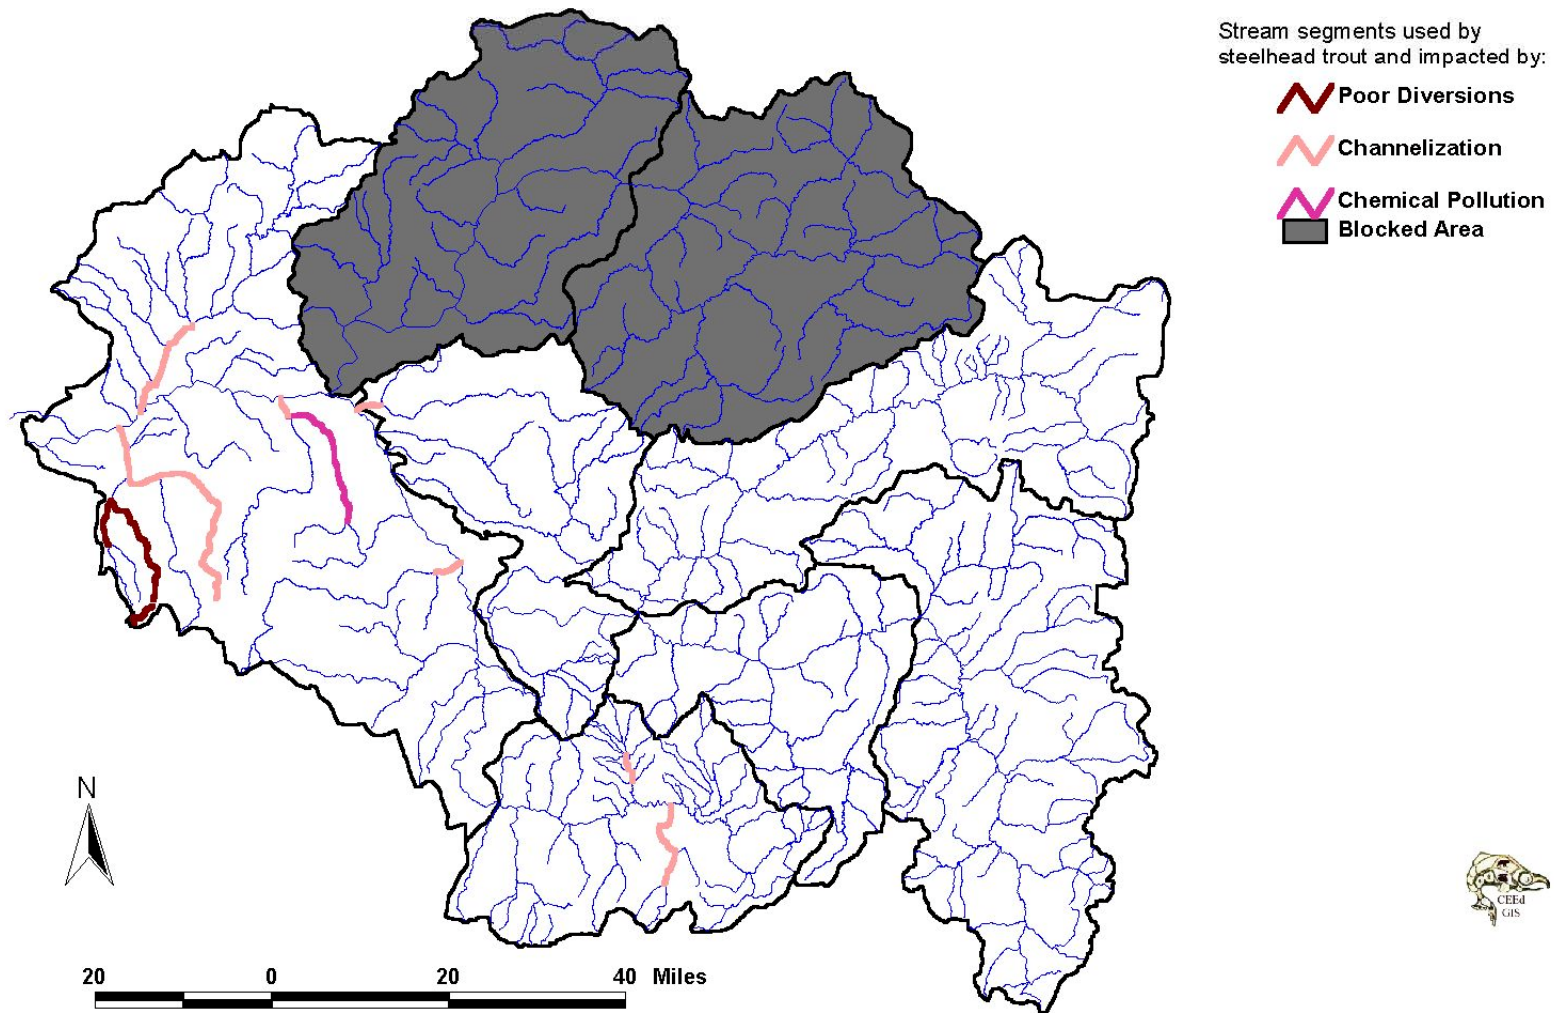 Stream segments used by
steelhead trout and impacted by:
Poor Diversions
Channelization
Chemical Pollution
Blocked Area
N
20 0 20 40 Miles
CEEd
GIS